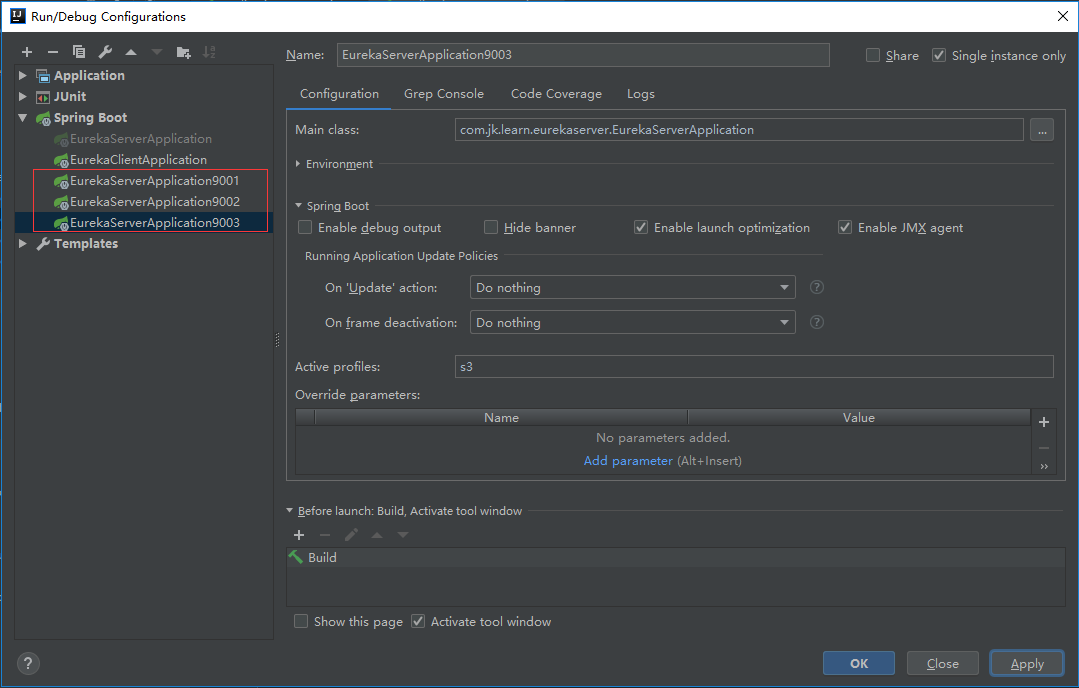 Run/Debug Configurations
Name: EurekaServerApplication9003
Share
Single instance only
Application
JUnit
Spring Boot
EurekaServerApplication
EurekaClientApplication
EurekaServerApplication9001
EurekaServerApplication9002
EurekaServerApplication9003
Templates
Configuration Grep Console Code Coverage Logs
Main class: com.jk.learn.eurekaserver.EurekaServerApplication ...
Environment
Spring Boot
Enable debug output Hide banner Enable launch optimization Enable JMX agent
Running Application Update Policies
On 'Update' action: Do nothing ?
On frame deactivation: Do nothing ?
Active profiles: s3
Override parameters:
Name Value
No parameters added.
Add parameter (Alt+Insert)
Before launch: Build, Activate tool window
Build
Show this page Activate tool window
? OK Close Apply